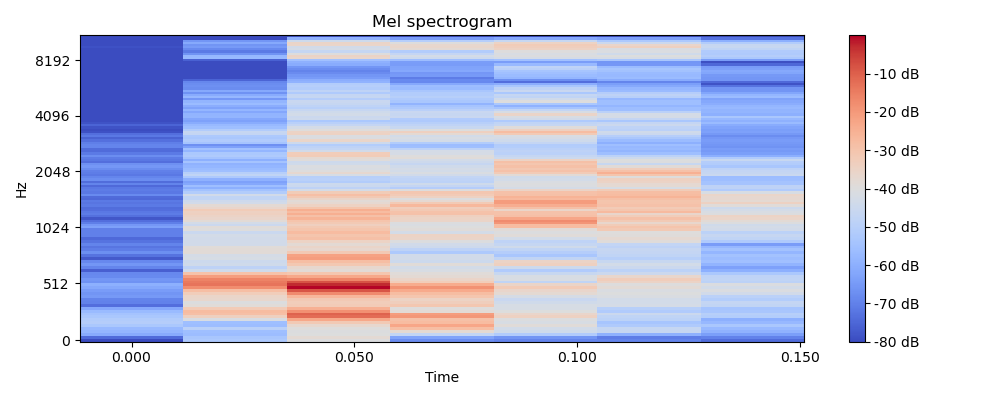 Mel spectrogram
Hz
8192
4096
2048
1024
512
0
0.000
0.050
0.100
0.150
Time
-10 dB
-20 dB
-30 dB
-40 dB
-50 dB
-60 dB
-70 dB
-80 dB